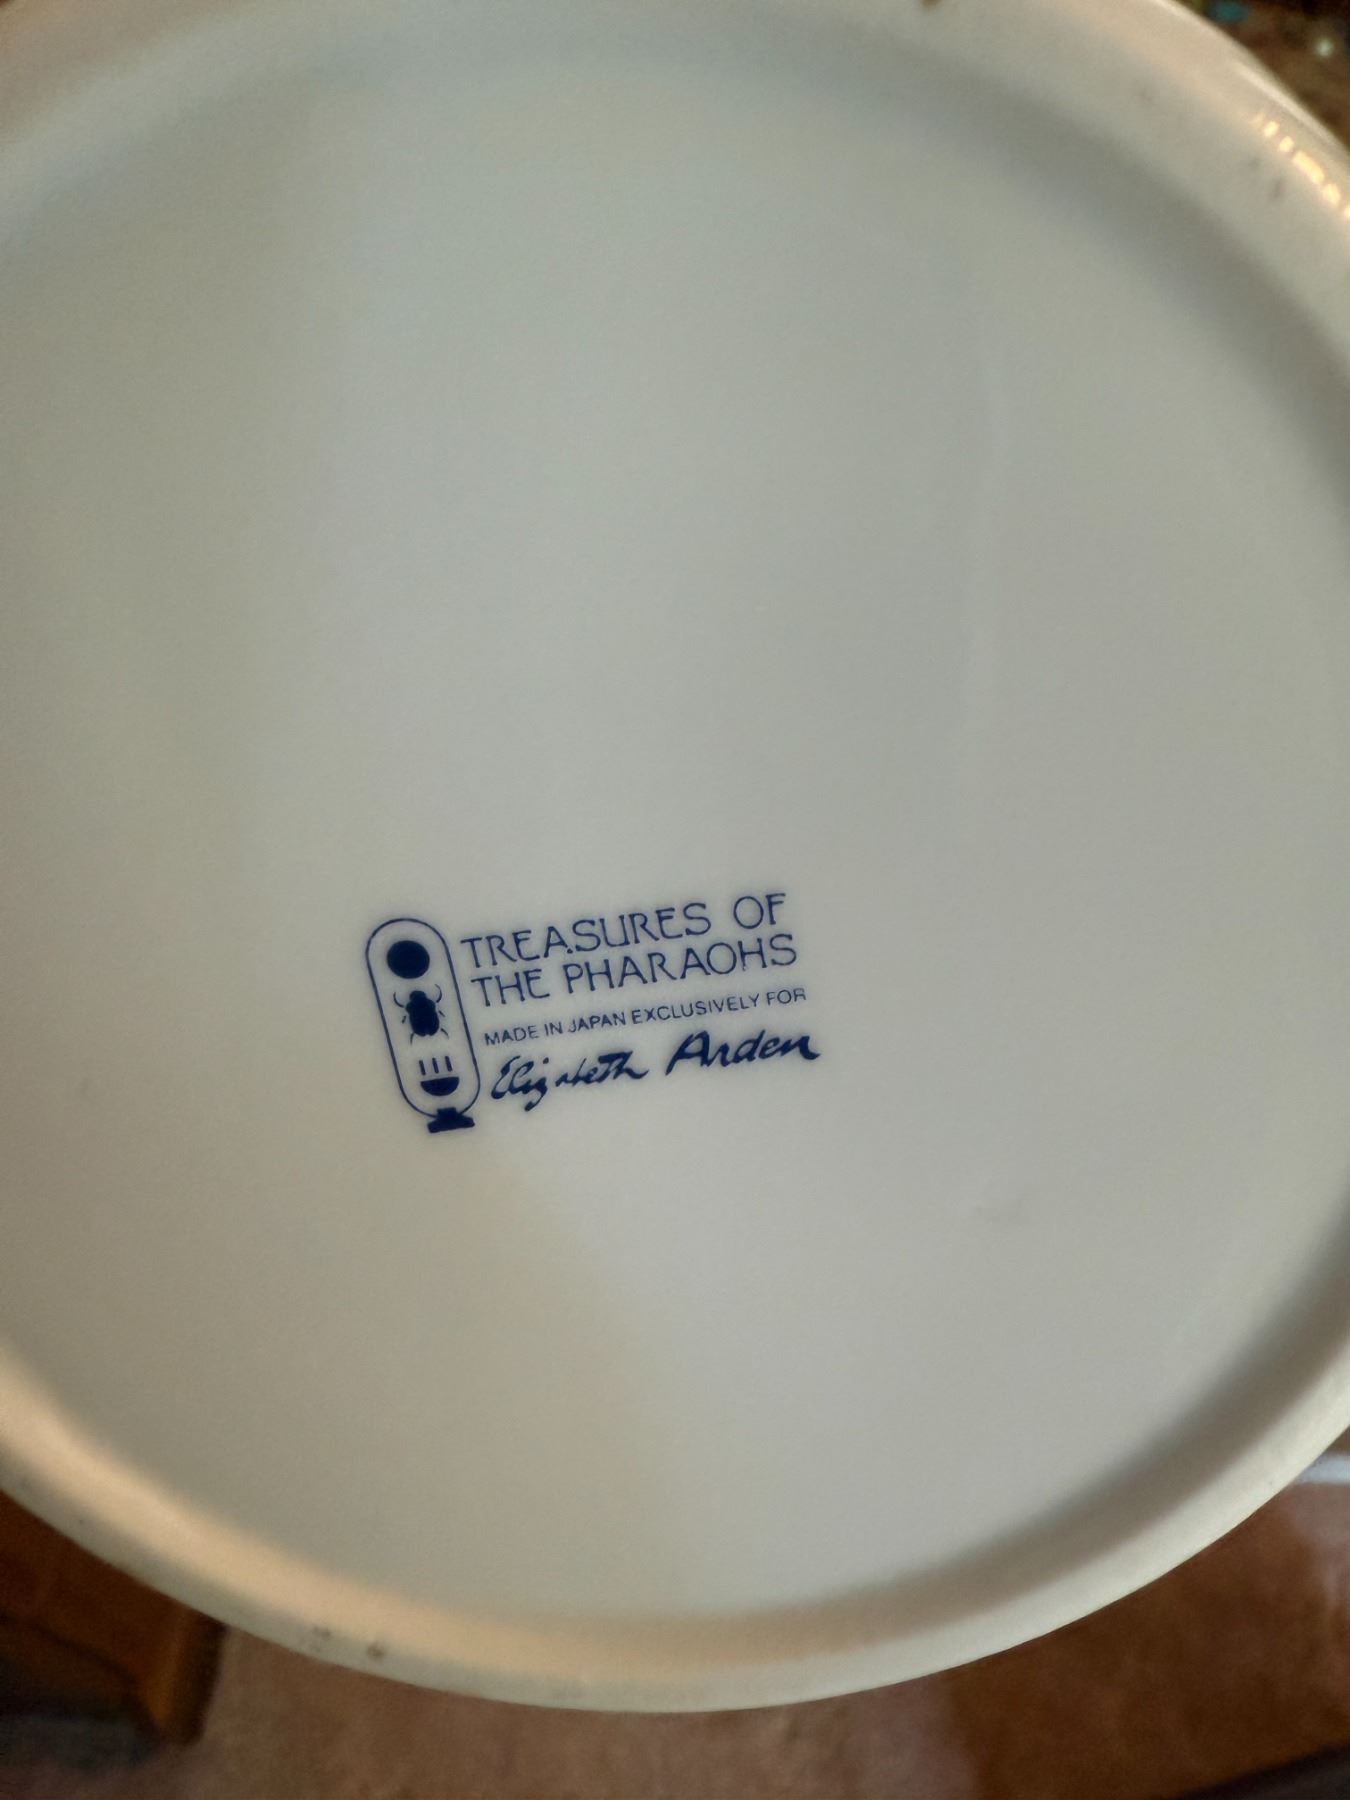 TREASURES OF
THE PHARAOHS
MADE IN JAPAN EXCLUSIVELY FOR
Elizabeth Arden